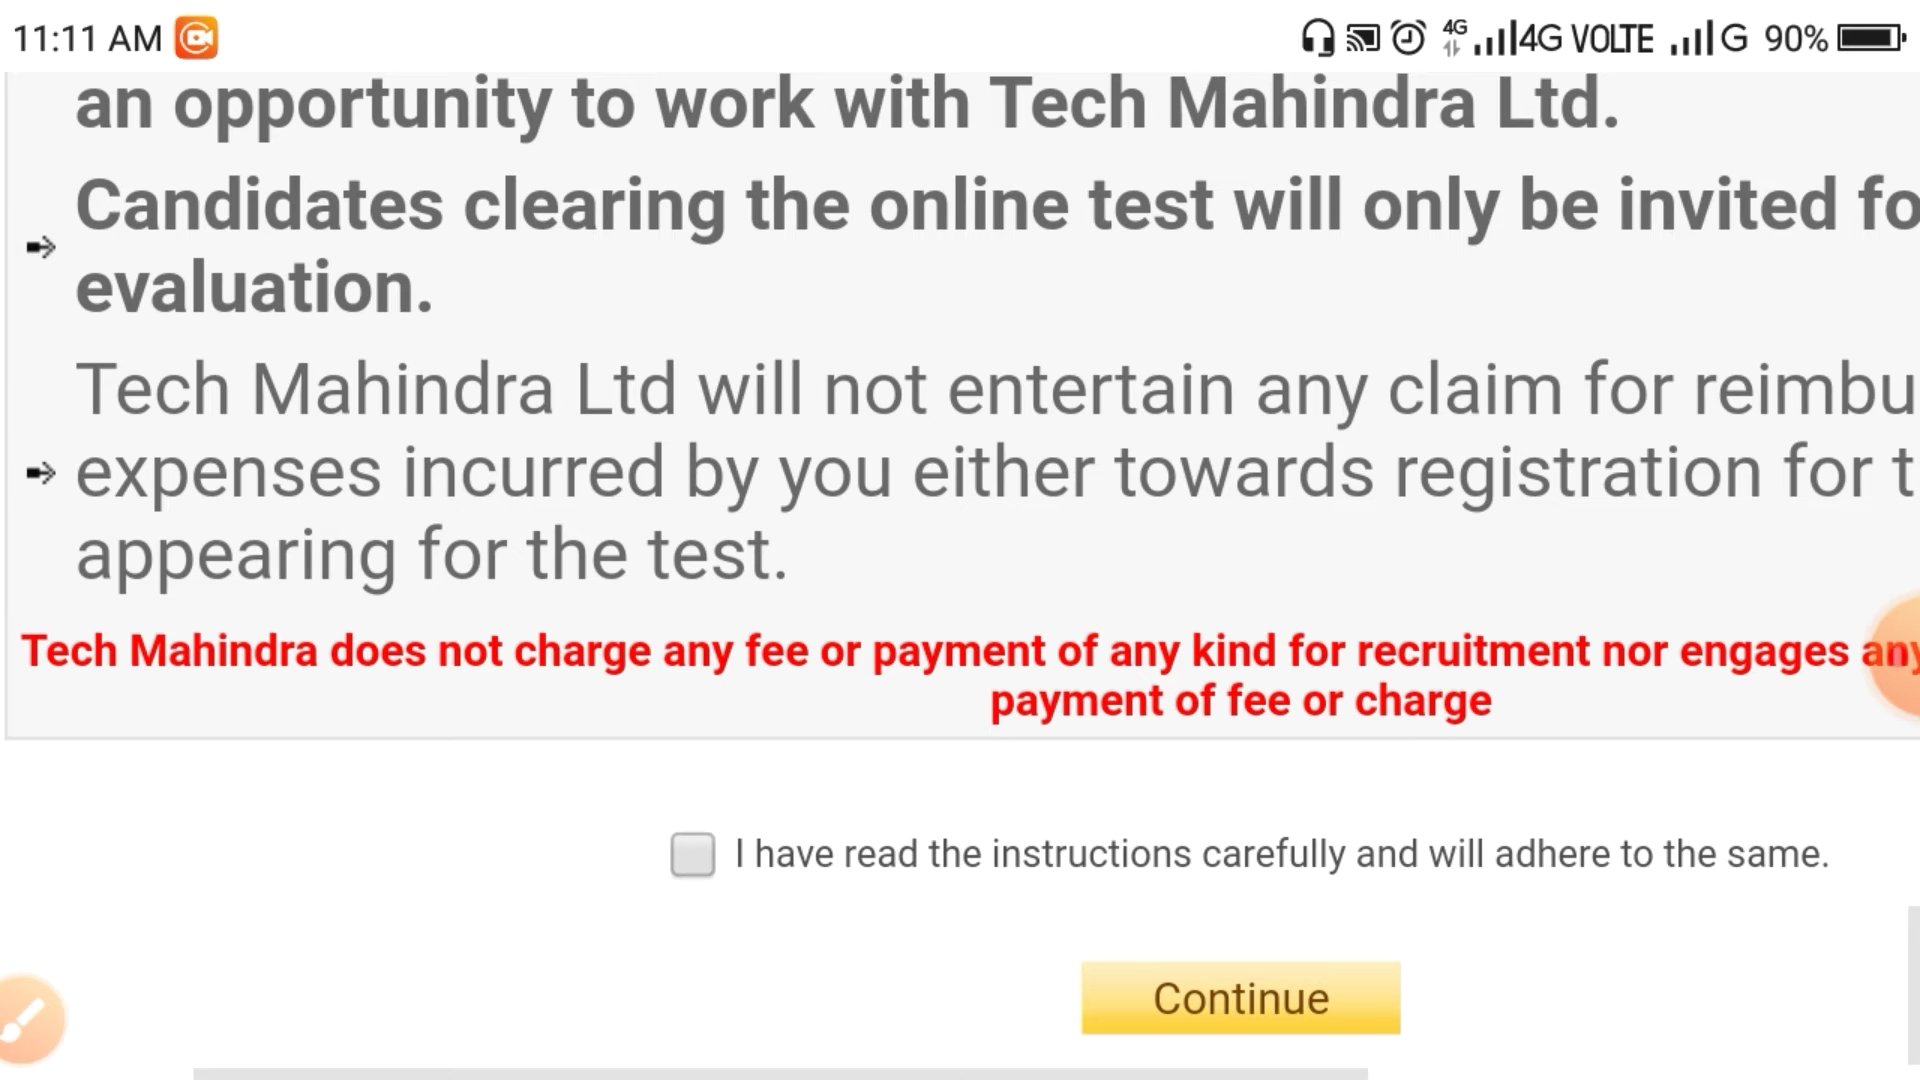 11:11 AM 4G 4G VOLTE G 90%
an opportunity to work with Tech Mahindra Ltd.
Candidates clearing the online test will only be invited fo
evaluation.
Tech Mahindra Ltd will not entertain any claim for reimbu
expenses incurred by you either towards registration for t
appearing for the test.
Tech Mahindra does not charge any fee or payment of any kind for recruitment nor engages any
payment of fee or charge
I have read the instructions carefully and will adhere to the same.
Continue